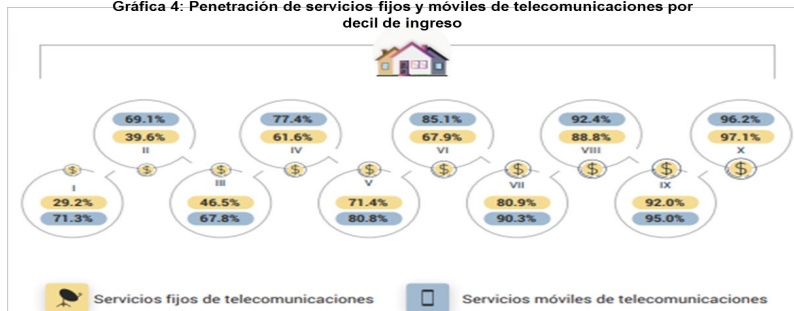 Gráfica 4: Penetración de servicios fijos y móviles de telecomunicaciones por
decil de ingreso
69.1%
39.6%
II
77.4%
61.6%
IV
85.1%
67.9%
VI
92.4%
88.8%
VIII
96.2%
97.1%
X
$ $ $ $ $ $ $ $ $ $
I
29.2%
71.3%
III
46.5%
67.8%
V
71.4%
80.8%
VII
80.9%
90.3%
IX
92.0%
95.0%
Servicios fijos de telecomunicaciones
Servicios móviles de telecomunicaciones